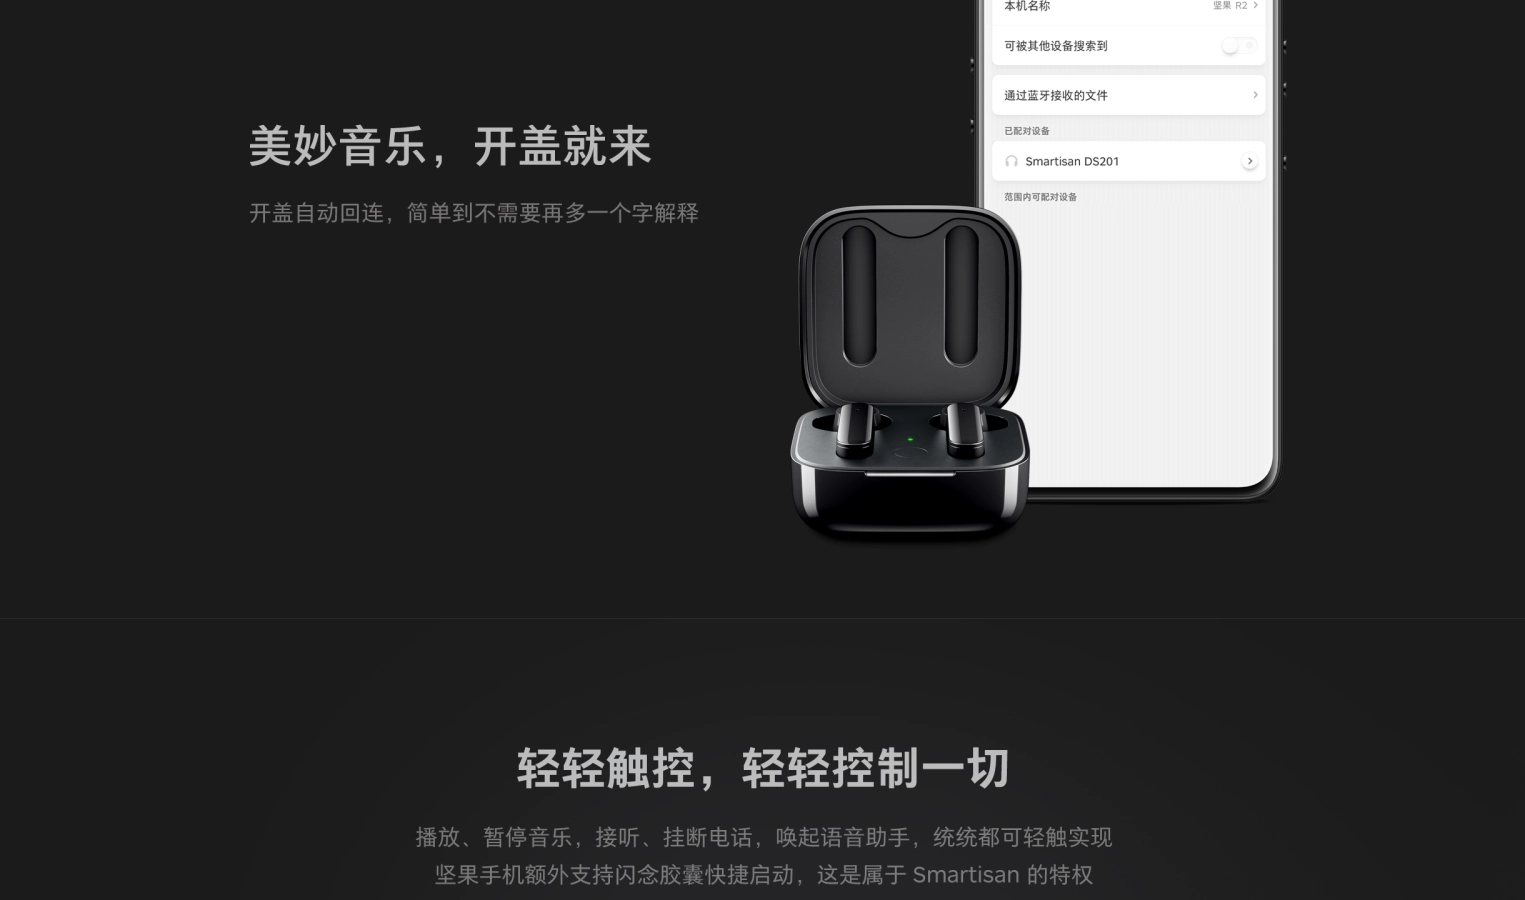 本机名称 坚果 R2
可被其他设备搜索到
通过蓝牙接收的文件
已配对设备
Smartisan DS201
范围内可配对设备
美妙音乐，开盖就来
开盖自动回连，简单到不需要再多一个字解释
轻轻触控，轻轻控制一切
播放、暂停音乐，接听、挂断电话，唤起语音助手，统统都可轻触实现
坚果手机额外支持闪念胶囊快捷启动，这是属于 Smartisan 的特权